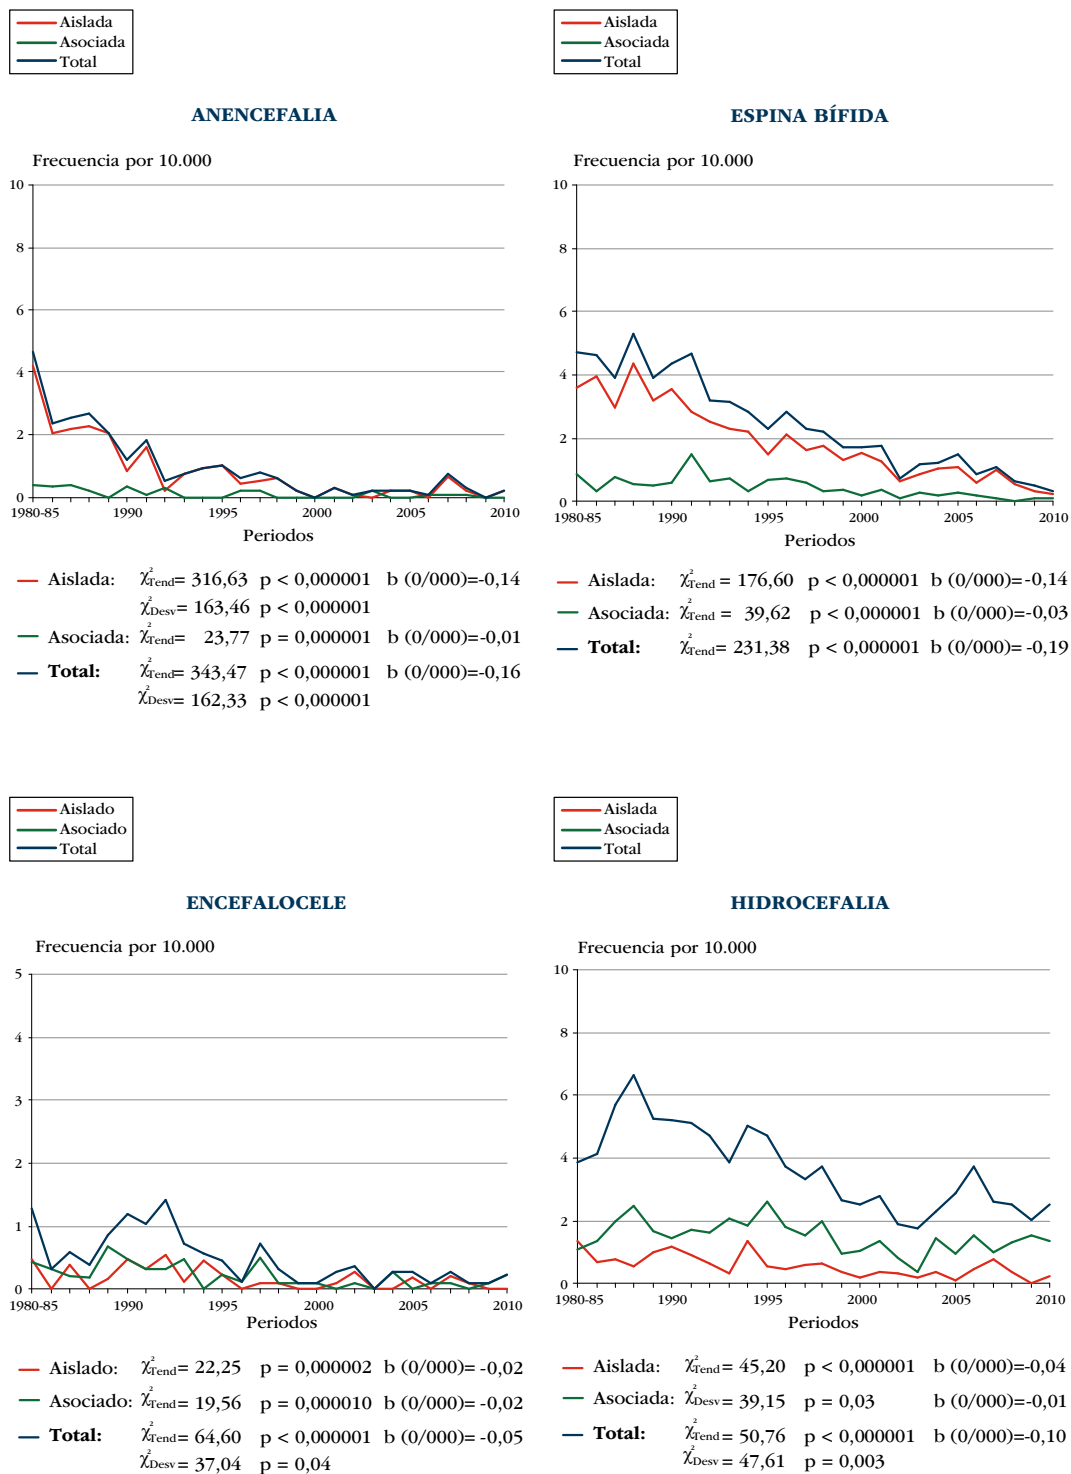 Aislada
Asociada
Total
ANENCEFALIA
Frecuencia por 10.000
10
8
6
4
2
0
1980-85 1990 1995 2000 2005 2010
Periodos
Aislada: χ²Tend= 316,63 p < 0,000001 b (0/000)=-0,14
χ²Desv= 163,46 p < 0,000001
Asociada: χ²Tend= 23,77 p = 0,000001 b (0/000)=-0,01
Total: χ²Tend= 343,47 p < 0,000001 b (0/000)=-0,16
χ²Desv= 162,33 p < 0,000001
Aislada
Asociada
Total
ESPINA BÍFIDA
Frecuencia por 10.000
10
8
6
4
2
0
1980-85 1990 1995 2000 2005 2010
Periodos
Aislada: χ²Tend = 176,60 p < 0,000001 b (0/000)=-0,14
Asociada: χ²Tend = 39,62 p < 0,000001 b (0/000)=-0,03
Total: χ²Tend= 231,38 p < 0,000001 b (0/000)= -0,19
Aislado
Asociado
Total
ENCEFALOCELE
Frecuencia por 10.000
5
4
3
2
1
0
1980-85 1990 1995 2000 2005 2010
Periodos
Aislado: χ²Tend= 22,25 p = 0,000002 b (0/000)= -0,02
Asociado: χ²Tend= 19,56 p = 0,000010 b (0/000)= -0,02
Total: χ²Tend= 64,60 p < 0,000001 b (0/000)= -0,05
χ²Desv= 37,04 p = 0,04
Aislada
Asociada
Total
HIDROCEFALIA
Frecuencia por 10.000
10
8
6
4
2
0
1980-85 1990 1995 2000 2005 2010
Periodos
Aislada: χ²Tend= 45,20 p < 0,000001 b (0/000)=-0,04
Asociada: χ²Desv= 39,15 p = 0,03 b (0/000)=-0,01
Total: χ²Tend= 50,76 p < 0,000001 b (0/000)=-0,10
χ²Desv= 47,61 p = 0,003